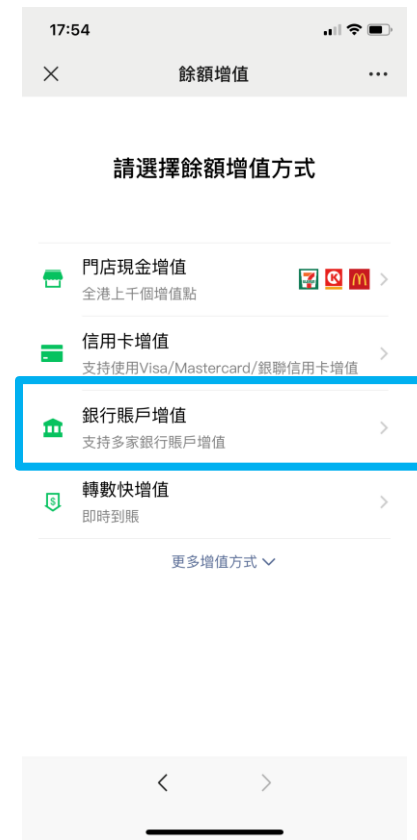 17:54
餘額增值
請選擇餘額增值方式
門店現金增值
全港上千個增值點
信用卡增值
支持使用Visa/Mastercard/銀聯信用卡增值
銀行賬戶增值
支持多家銀行賬戶增值
轉數快增值
即時到賬
更多增值方式